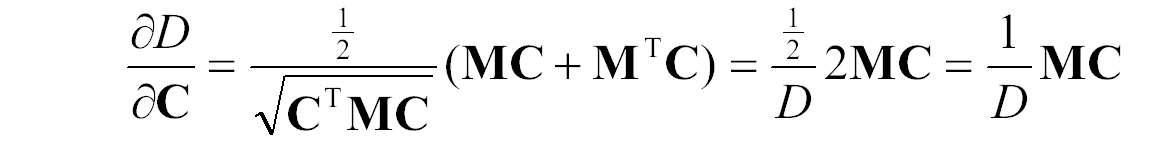 ∂D/∂C = ½/√(CᵀMC) (MC + MᵀC) = ½/D 2MC = 1/D MC